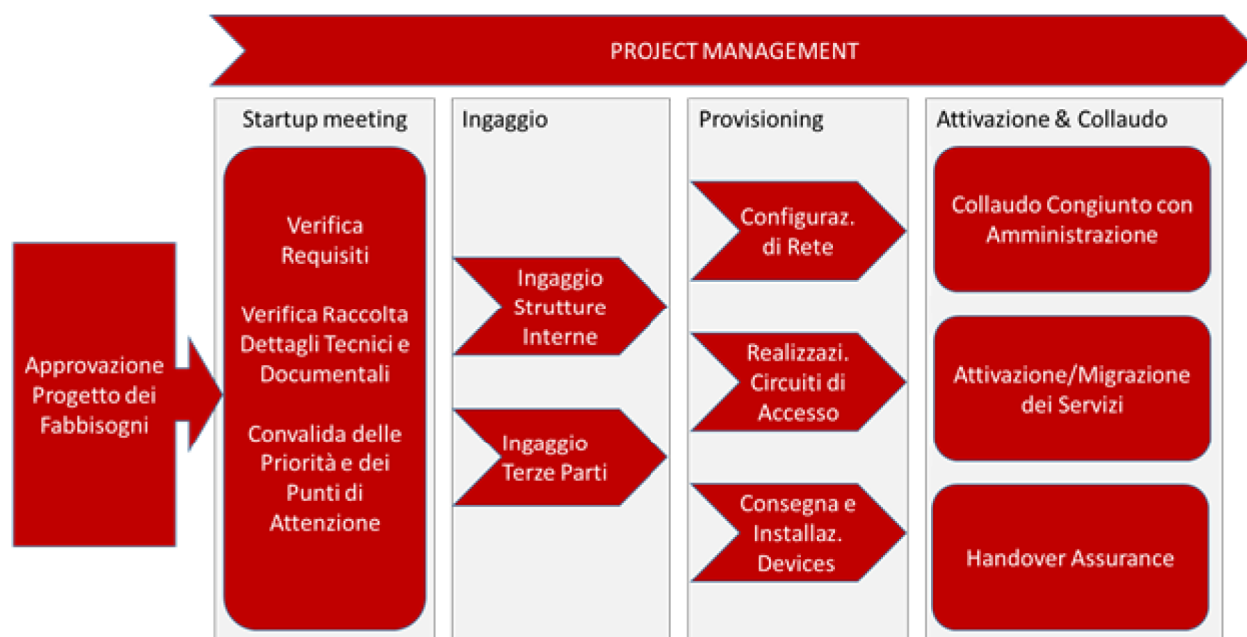 PROJECT MANAGEMENT
Startup meeting
Ingaggio
Provisioning
Attivazione & Collaudo
Approvazione
Progetto dei
Fabbisogni
Verifica
Requisiti
Verifica Raccolta
Dettagli Tecnici e
Documentali
Convalida delle
Priorità e dei
Punti di
Attenzione
Ingaggio
Strutture
Interne
Ingaggio
Terze Parti
Configuraz.
di Rete
Realizzazi.
Circuiti di
Accesso
Consegna e
Installaz.
Devices
Collaudo Congiunto con
Amministrazione
Attivazione/Migrazione
dei Servizi
Handover Assurance